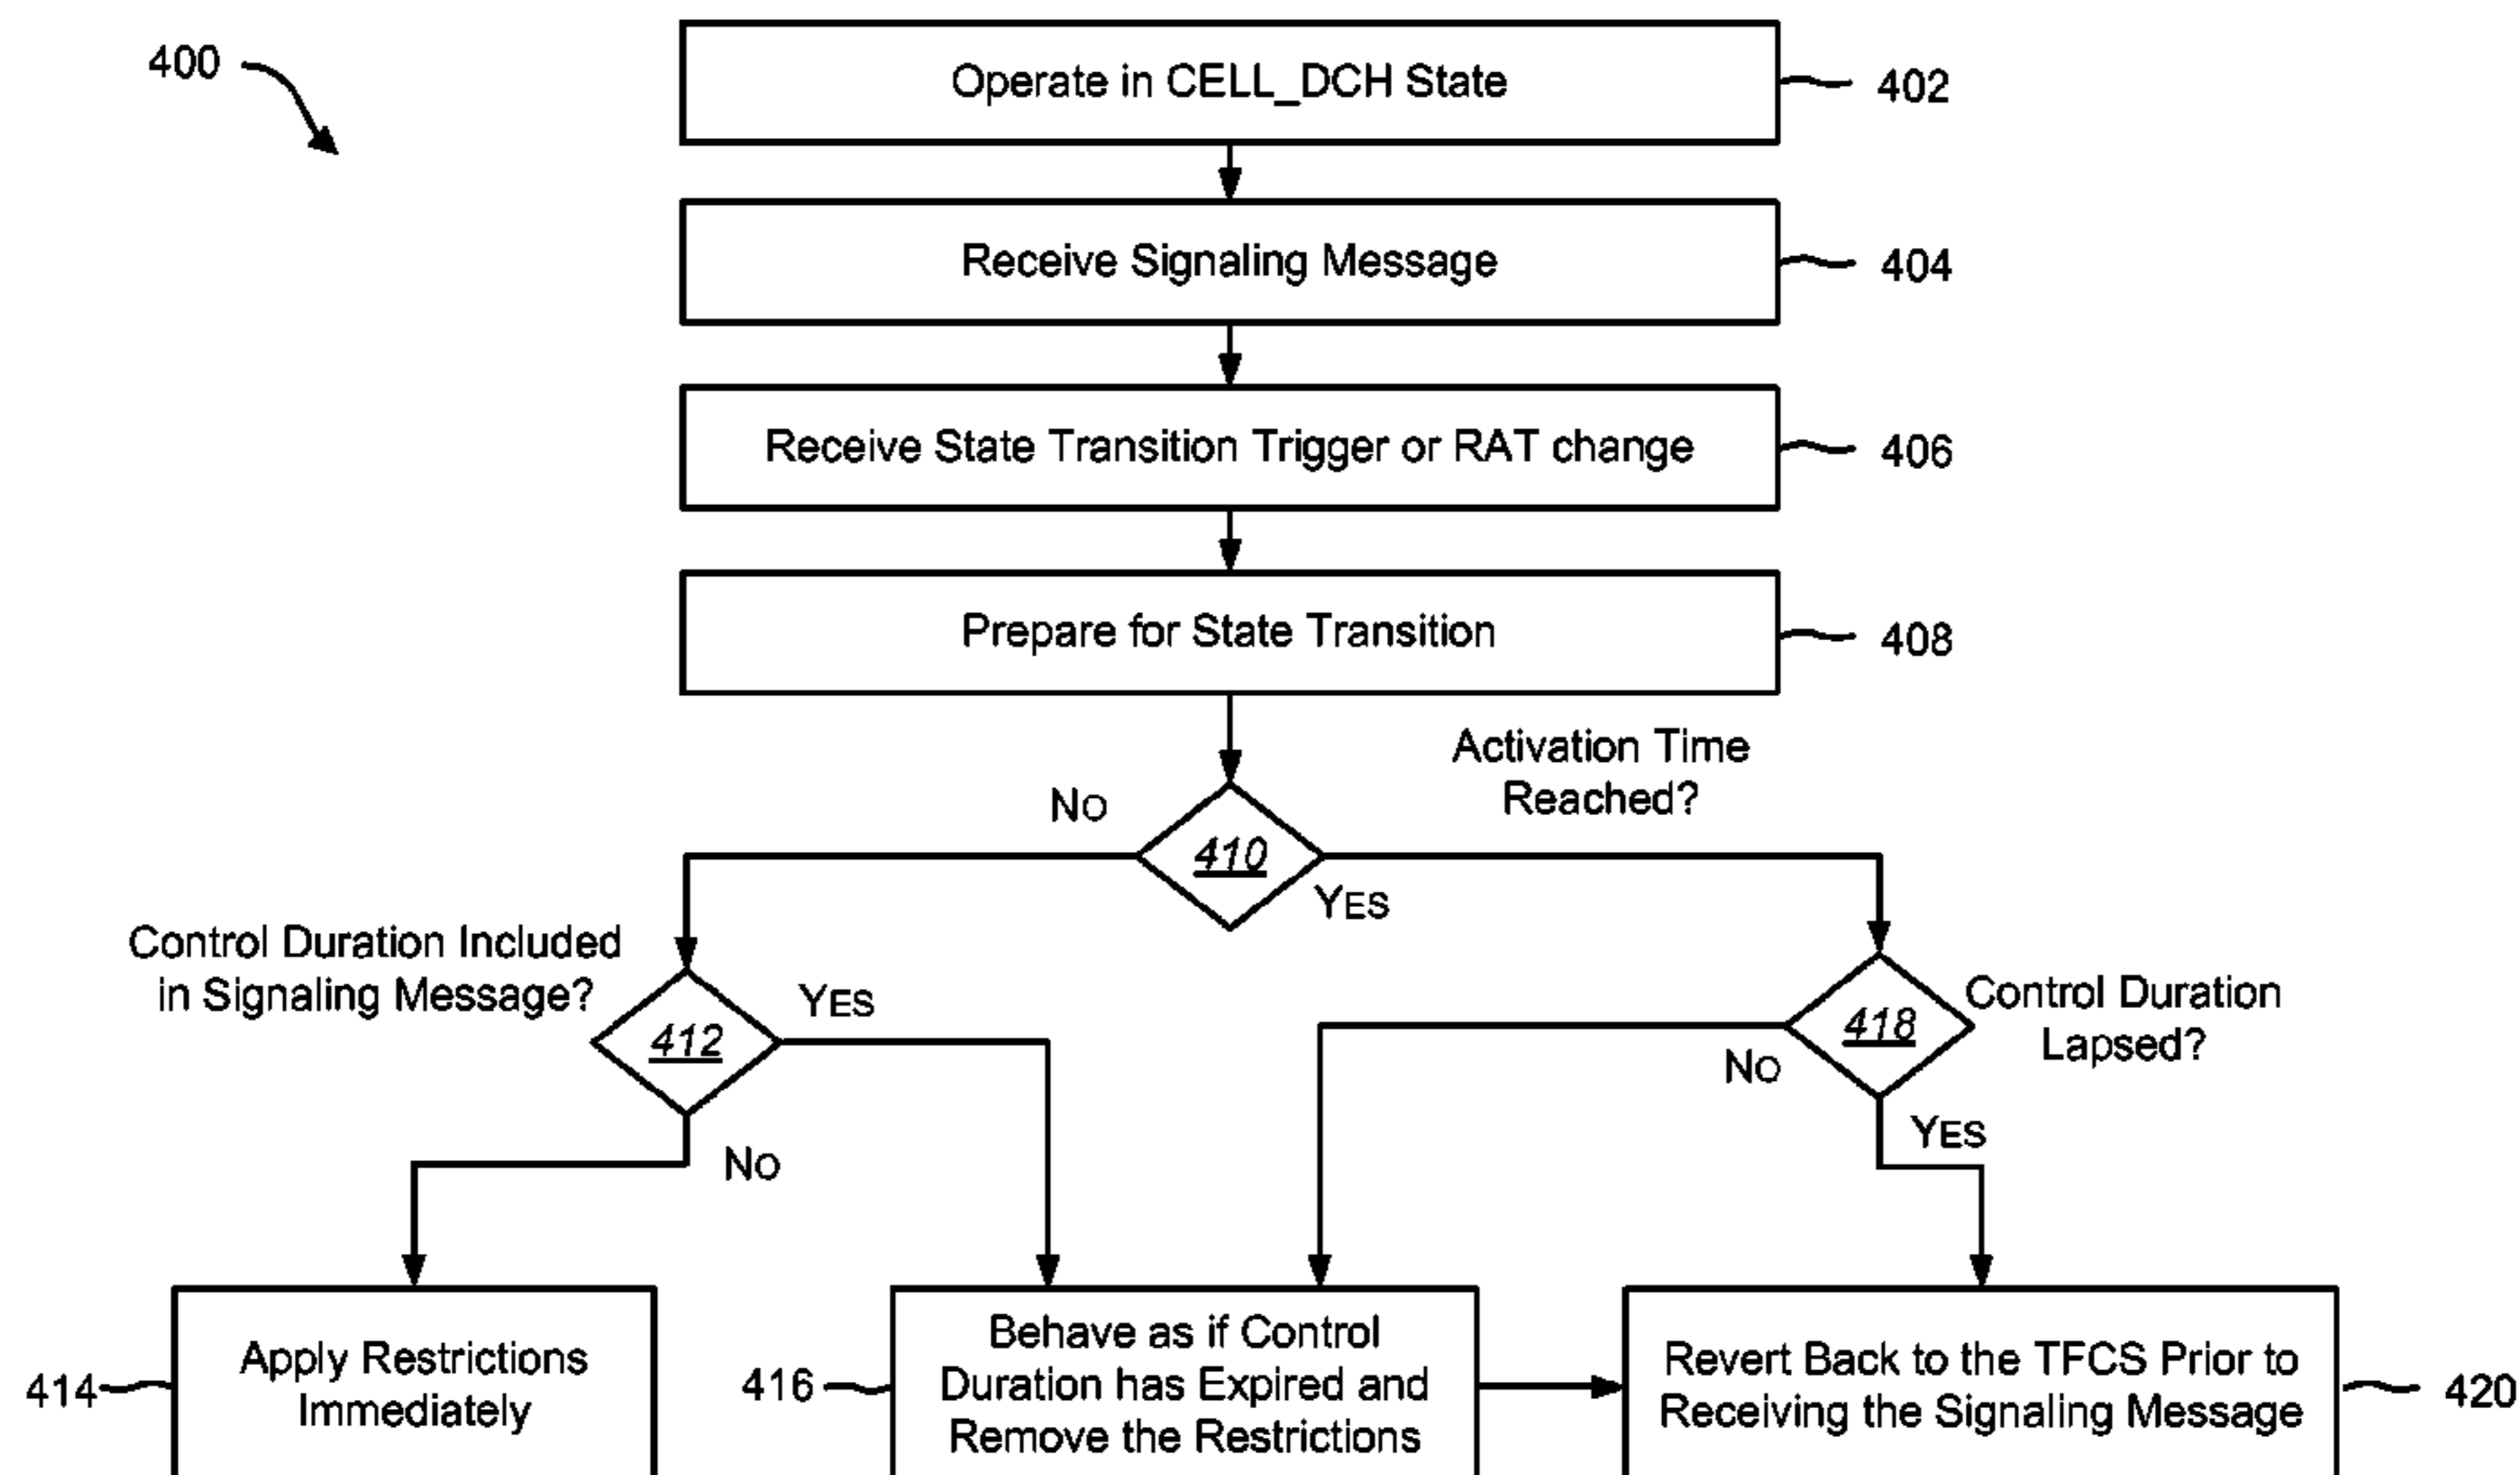 400
Operate in CELL_DCH State
402
Receive Signaling Message
404
Receive State Transition Trigger or RAT change
406
Prepare for State Transition
408
Activation Time
Reached?
NO
410
YES
Control Duration Included
in Signaling Message?
YES
412
NO
Control Duration
Lapsed?
418
NO
YES
414
Apply Restrictions
Immediately
416
Behave as if Control
Duration has Expired and
Remove the Restrictions
Revert Back to the TFCS Prior to
Receiving the Signaling Message
420